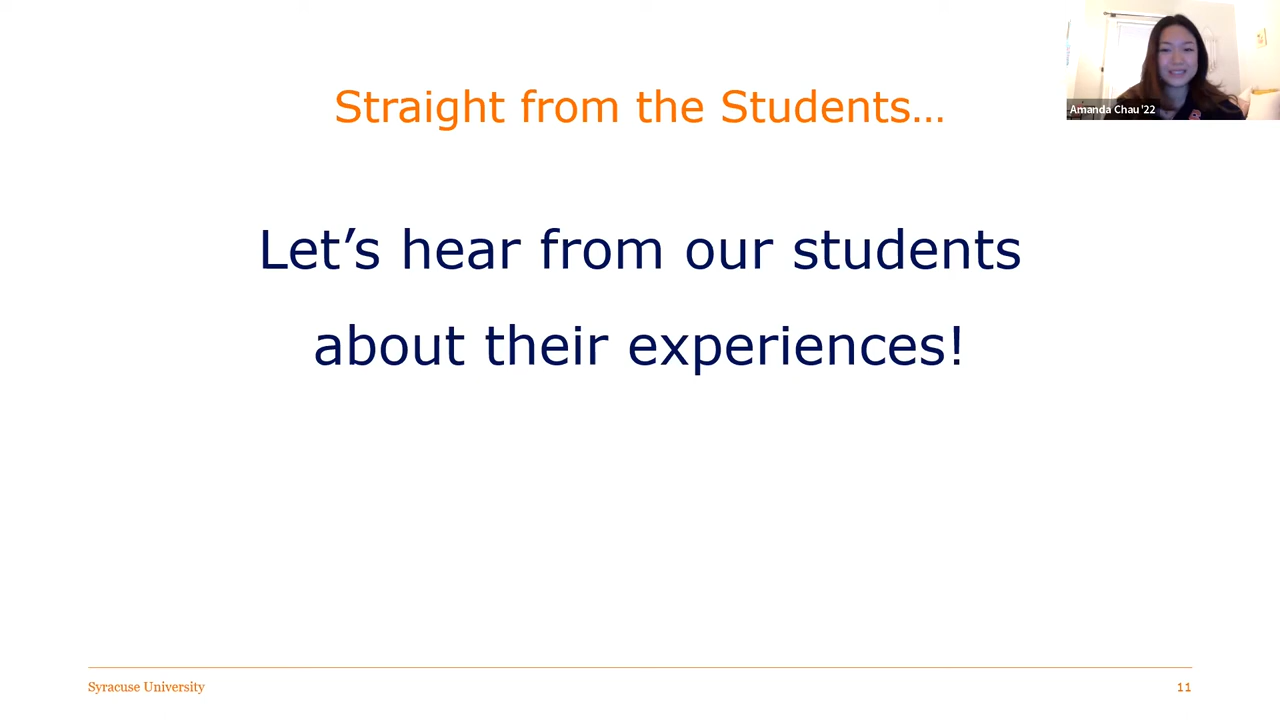 Straight from the Students…
Amanda Chau '22
Let’s hear from our students
about their experiences!
Syracuse University
11